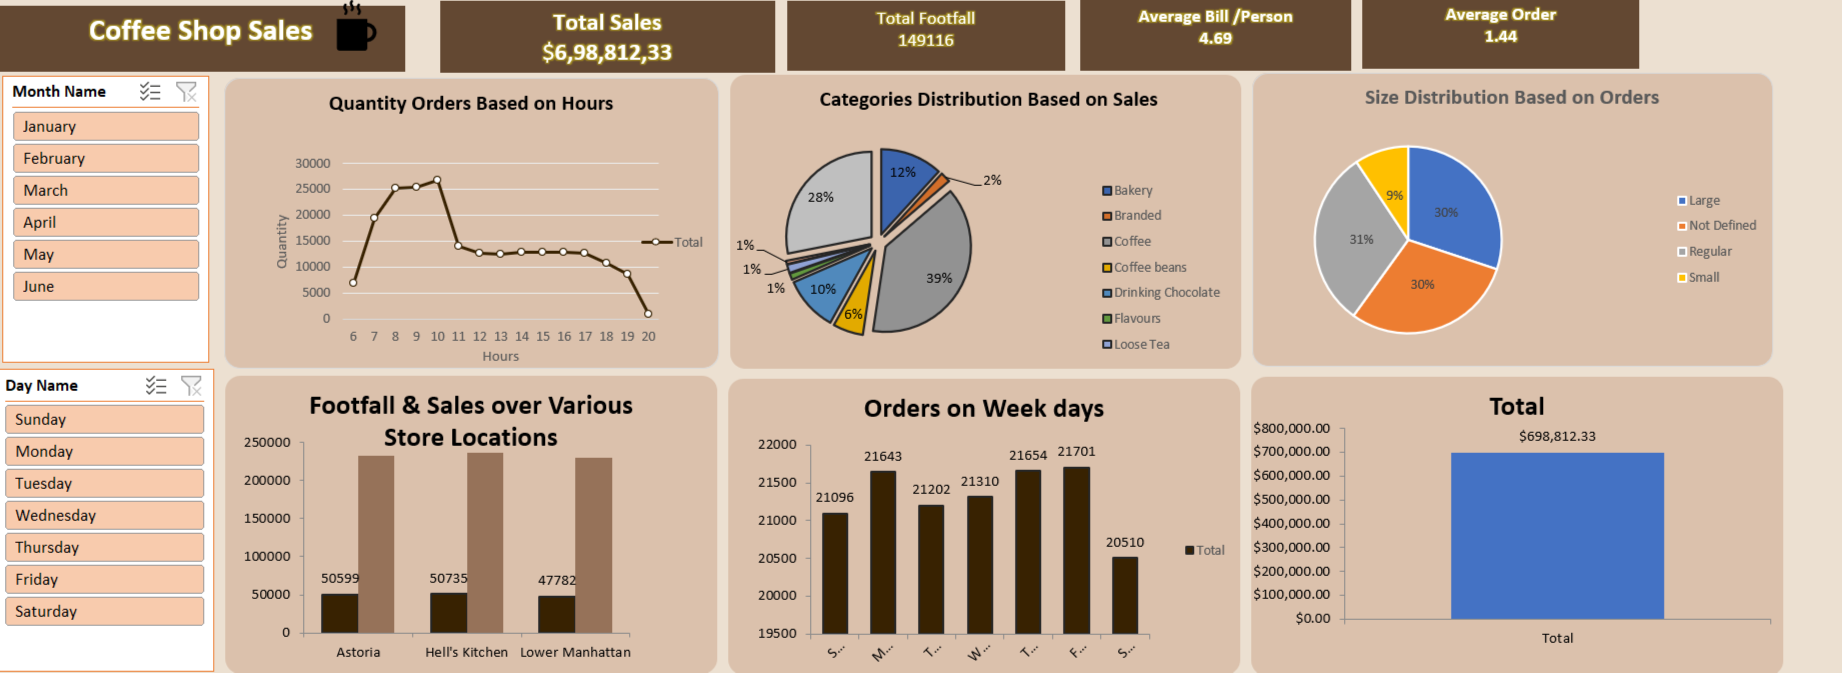 Coffee Shop Sales
Total Sales
$6,98,812,33
Total Footfall
149116
Average Bill /Person
4.69
Average Order
1.44
Month Name
January
February
March
April
May
June
Day Name
Sunday
Monday
Tuesday
Wednesday
Thursday
Friday
Saturday
Quantity Orders Based on Hours
Quantity
30000
25000
20000
15000
10000
5000
0
6 7 8 9 10 11 12 13 14 15 16 17 18 19 20
Hours
Total
Categories Distribution Based on Sales
12%
2%
39%
6%
10%
1%
1%
1%
28%
Bakery
Branded
Coffee
Coffee beans
Drinking Chocolate
Flavours
Loose Tea
Size Distribution Based on Orders
30%
30%
31%
9%
Large
Not Defined
Regular
Small
Footfall & Sales over Various
Store Locations
250000
200000
150000
100000
50000
0
50599
50735
47782
Astoria Hell's Kitchen Lower Manhattan
Orders on Week days
22000
21500
21000
20500
20000
19500
21096
21643
21202
21310
21654
21701
20510
S... M... T... W... T... F... S...
Total
Total
$800,000.00
$700,000.00
$600,000.00
$500,000.00
$400,000.00
$300,000.00
$200,000.00
$100,000.00
$0.00
$698,812.33
Total